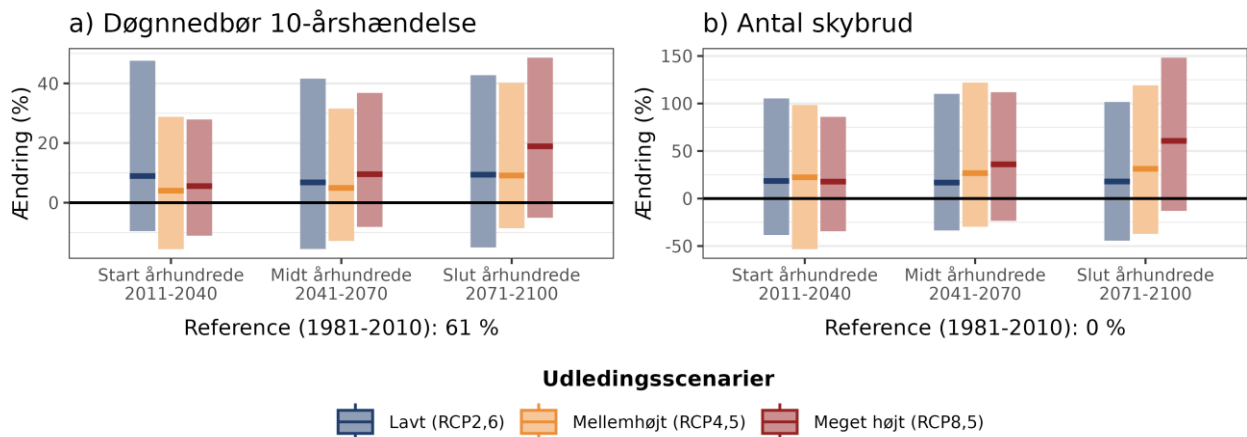 a) Døgnnedbør 10-årshændelse
Ændring (%)
40
20
0
Start århundrede
2011-2040
Midt århundrede
2041-2070
Slut århundrede
2071-2100
Reference (1981-2010): 61 %
b) Antal skybrud
Ændring (%)
150
100
50
0
-50
Start århundrede
2011-2040
Midt århundrede
2041-2070
Slut århundrede
2071-2100
Reference (1981-2010): 0 %
Udledingsscenarier
Lavt (RCP2,6)
Mellemhøjt (RCP4,5)
Meget højt (RCP8,5)